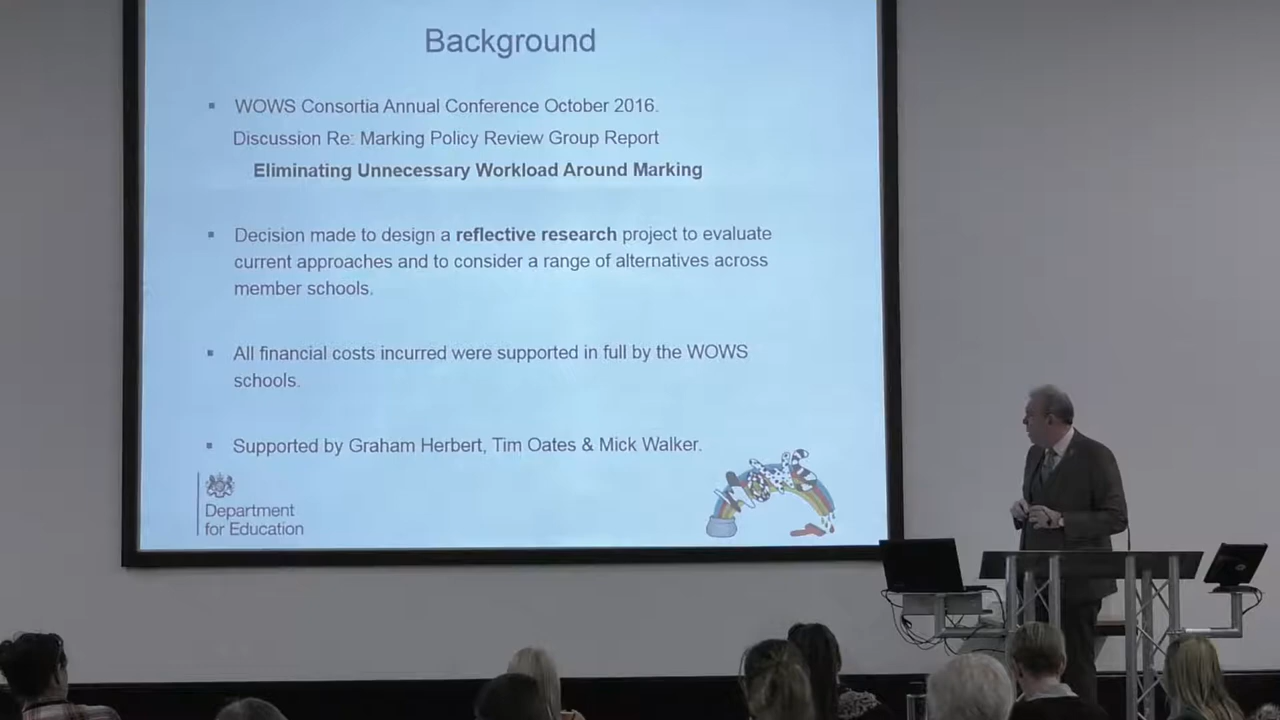 Background
▪ WOWS Consortia Annual Conference October 2016.
Discussion Re: Marking Policy Review Group Report
Eliminating Unnecessary Workload Around Marking
▪ Decision made to design a reflective research project to evaluate
current approaches and to consider a range of alternatives across
member schools.
▪ All financial costs incurred were supported in full by the WOWS
schools.
▪ Supported by Graham Herbert, Tim Oates & Mick Walker.
Department
for Education